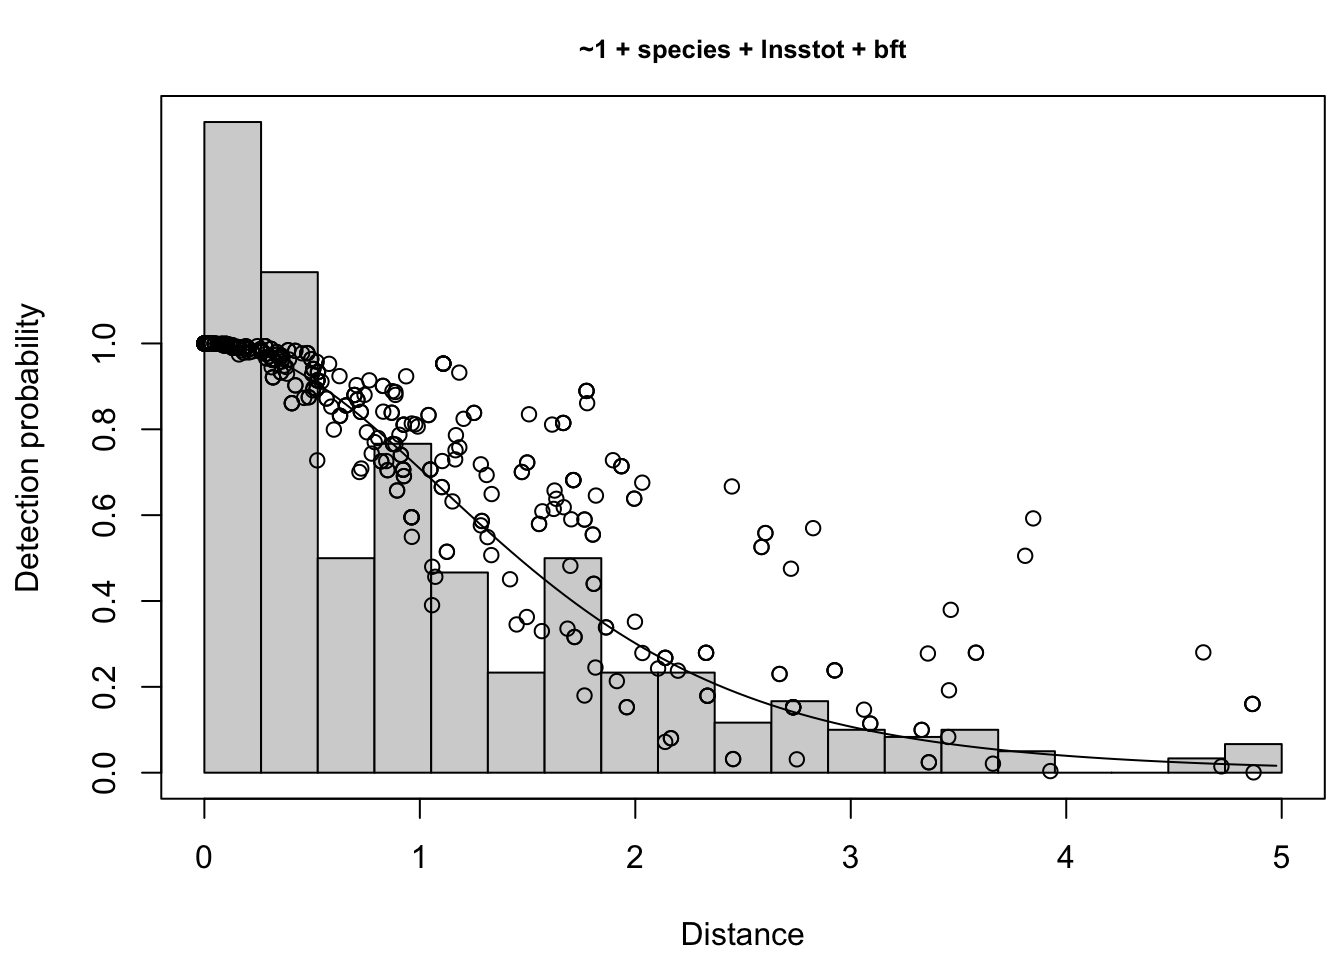 ~1 + species + lnsstot + bft
Detection probability
1.0
0.8
0.6
0.4
0.2
0.0
0 1 2 3 4 5
Distance